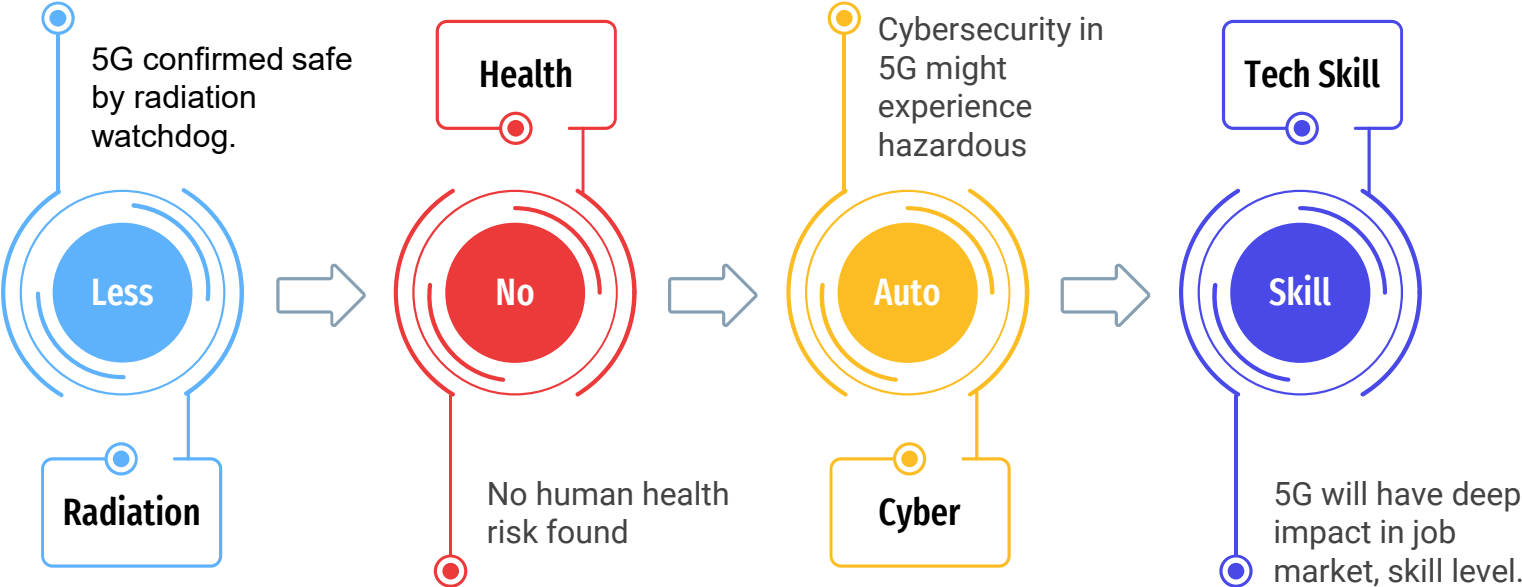 5G confirmed safe
by radiation
watchdog.
Less
Radiation
Health
No
No human health
risk found
Cybersecurity in
5G might
experience
hazardous
Auto
Cyber
Tech Skill
Skill
5G will have deep
impact in job
market, skill level.